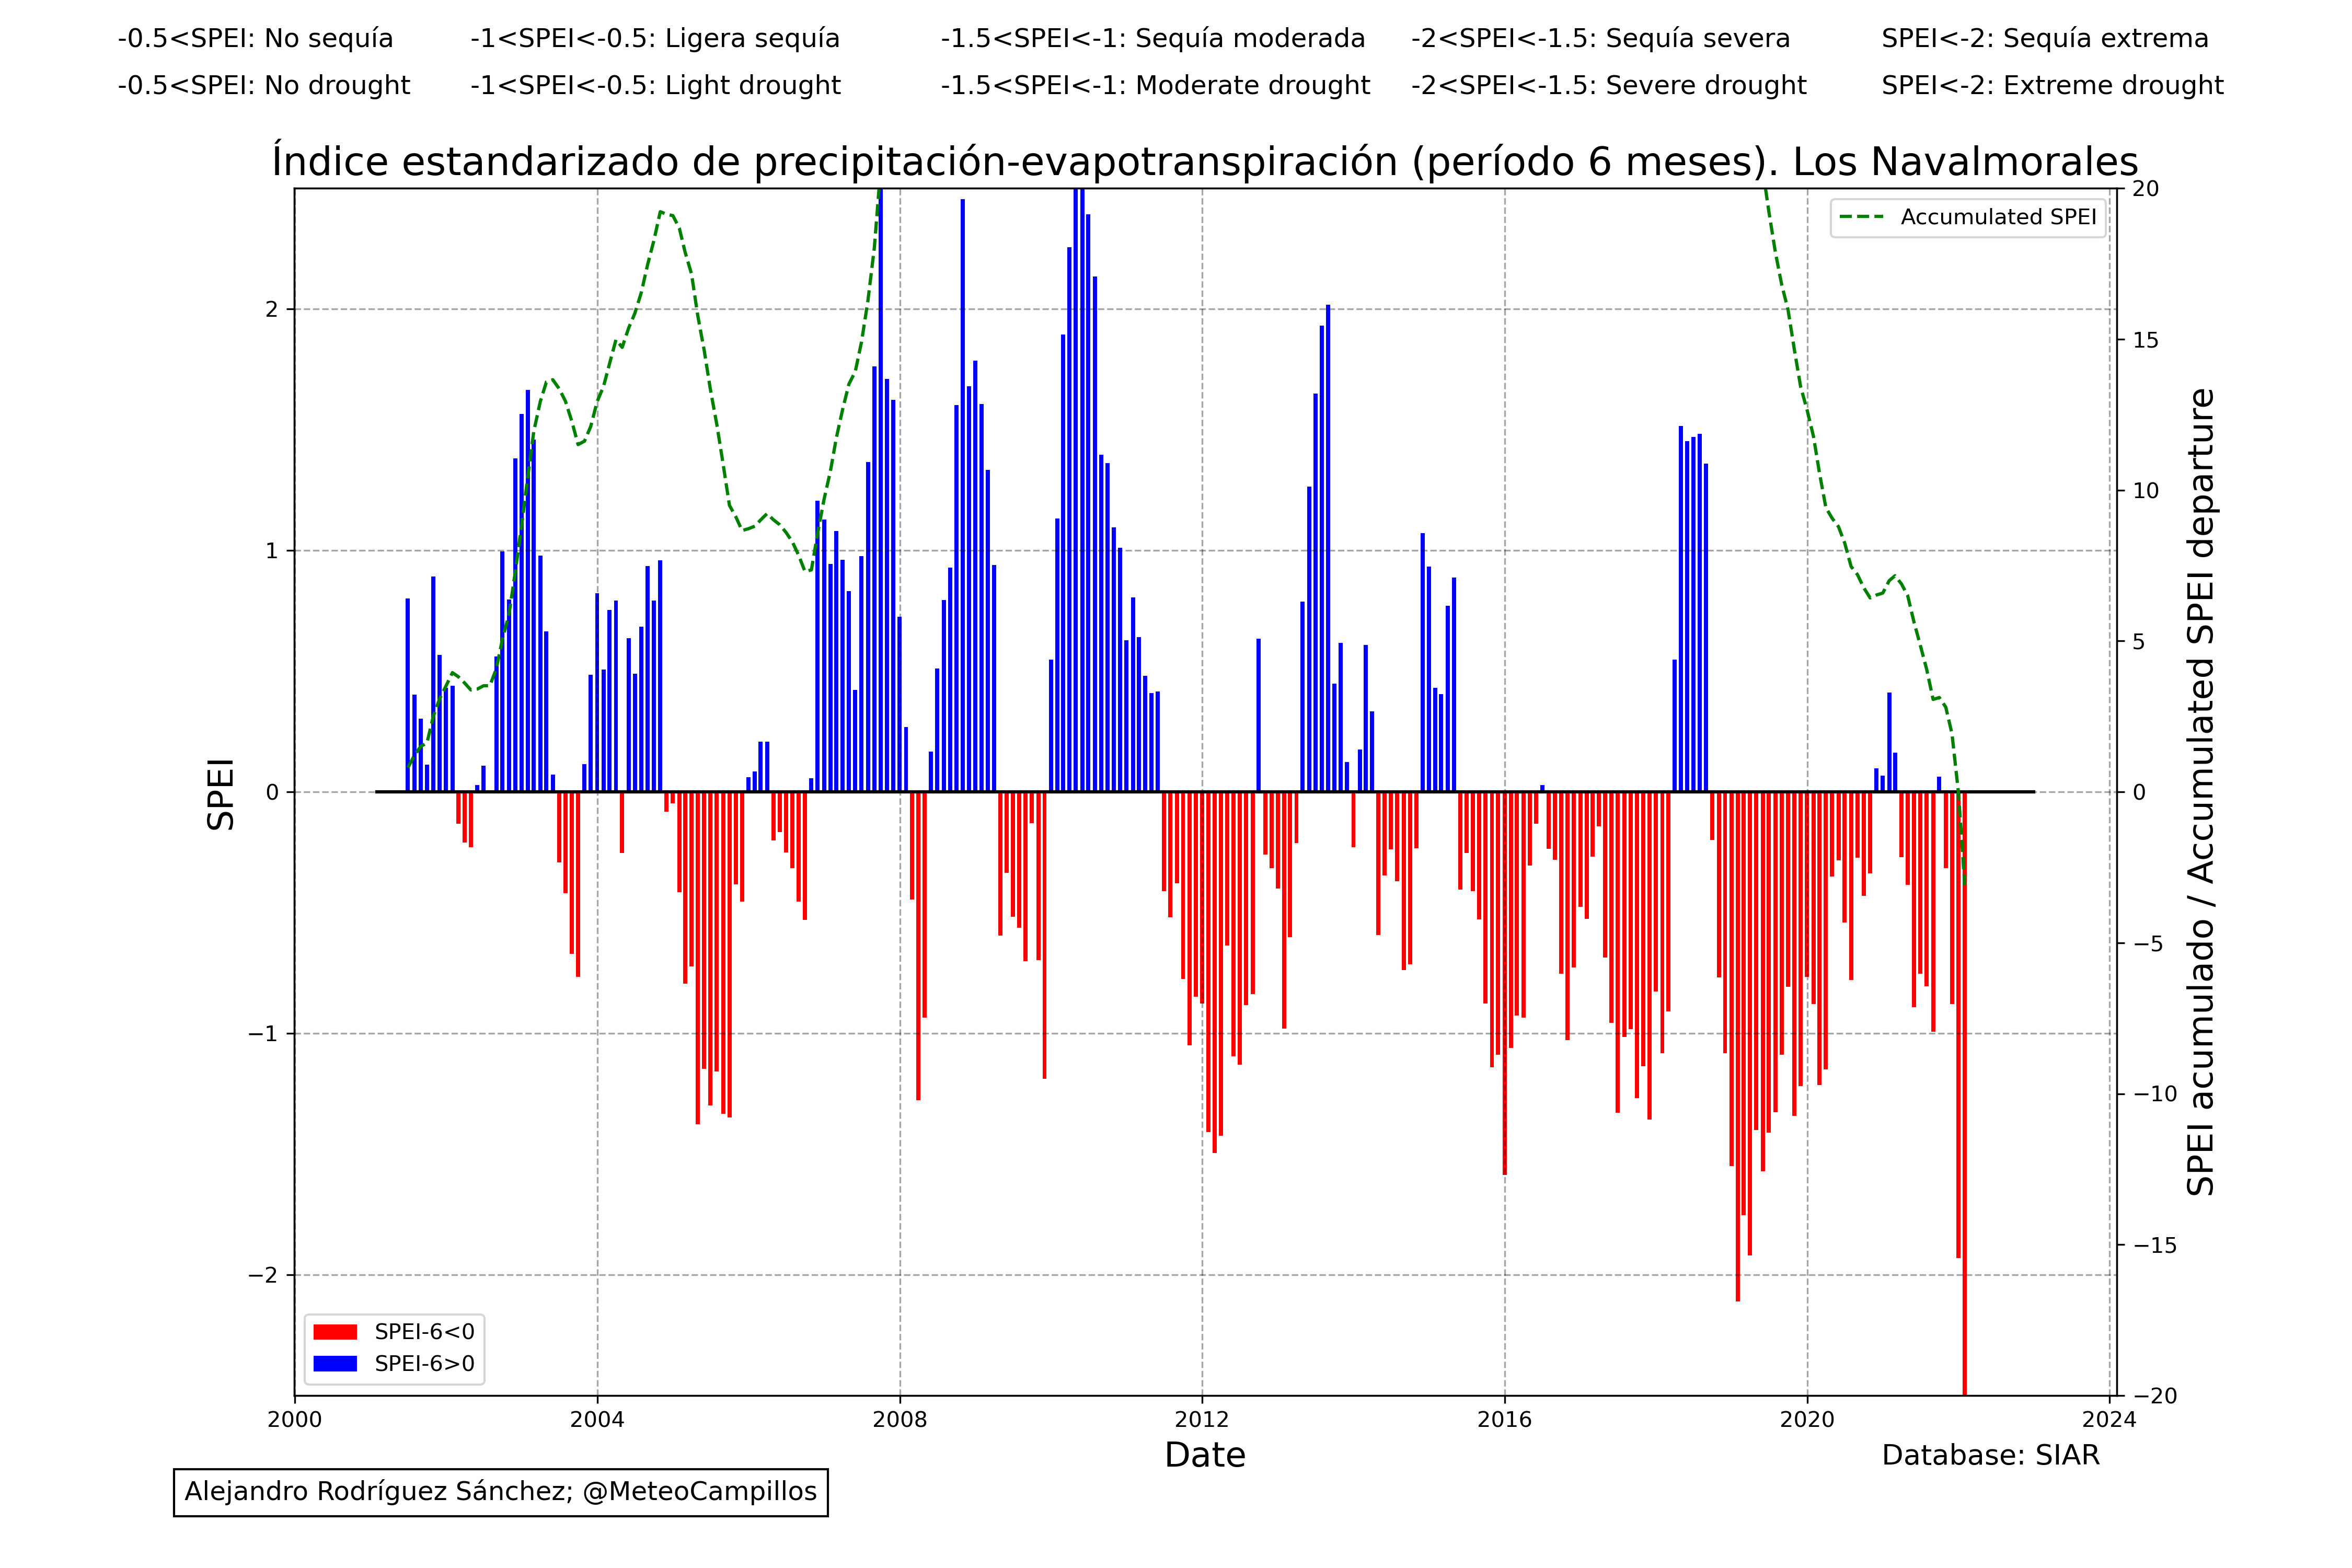 -0.5<SPEI: No sequía -1<SPEI<-0.5: Ligera sequía -1.5<SPEI<-1: Sequía moderada -2<SPEI<-1.5: Sequía severa SPEI<-2: Sequía extrema
-0.5<SPEI: No drought -1<SPEI<-0.5: Light drought -1.5<SPEI<-1: Moderate drought -2<SPEI<-1.5: Severe drought SPEI<-2: Extreme drought
Índice estandarizado de precipitación-evapotranspiración (período 6 meses). Los Navalmorales
Accumulated SPEI
SPEI
2
1
0
−1
−2
20
15
10
5
0
−5
−10
−15
−20
SPEI acumulado / Accumulated SPEI departure
SPEI-6<0
SPEI-6>0
2000 2004 2008 2012 2016 2020 2024
Date
Database: SIAR
Alejandro Rodríguez Sánchez; @MeteoCampillos